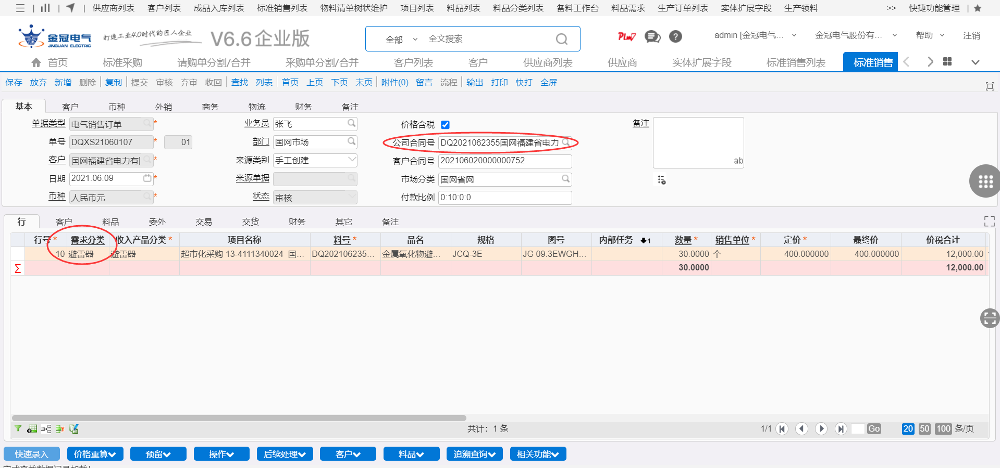 供应商列表 客户列表 成品入库列表 标准销售列表 物料清单树状维护 项目列表 料品列表 料品分类列表 备料工作台 料品需求 生产订单列表 实体扩展字段 生产领料 >> 快捷功能管理
金冠电气 JINGUAN ELECTRIC 打造工业4.0时代的匠人企业 V6.6企业版 全部 全文搜索 Plm7 admin [金冠电气... 金冠电气股份有... 帮助 注销
首页 标准采购 请购单分割/合并 采购单分割/合并 客户列表 客户 供应商列表 供应商 实体扩展字段 标准销售列表 标准销售
保存 放弃 新增 删除 复制 提交 审核 弃审 收回 查找 列表 首页 上页 下页 末页 附件(0) 留言 流程 输出 打印 快打 全屏
基本 客户 币种 外销 商务 物流 财务 备注
单据类型 电气销售订单 * 业务员 张飞 价格含税 备注
单号 DQXS21060107 * 01 部门 国网市场 公司合同号 DQ2021062355国网福建省电力
客户 国网福建省电力有 * 来源类别 手工创建 客户合同号 202106020000000752 ab
日期 2021.06.09 * 来源单据 市场分类 国网省网
币种 人民币元 * 状态 审核 付款比例 0:10:0:0
行 客户 料品 委外 交易 交货 财务 其它 备注
行号 * 需求分类 收入产品分类 * 项目名称 料号 * 品名 规格 图号 内部任务 1 数量 * 销售单位 * 定价 * 最终价 价税合计
10 避雷器 避雷器 超市化采购 13-4111340024 国... DQ202106235... 金属氧化物避... JCQ-3E JG 09.3EWGH... 30.0000 个 400.000000 400.000000 12,000.00
Σ 30.0000 12,000.00
共计：1 条 1/1 Go 20 50 100 条/页
快速录入 价格重算 预留 操作 后续处理 客户 料品 追溯查询 相关功能